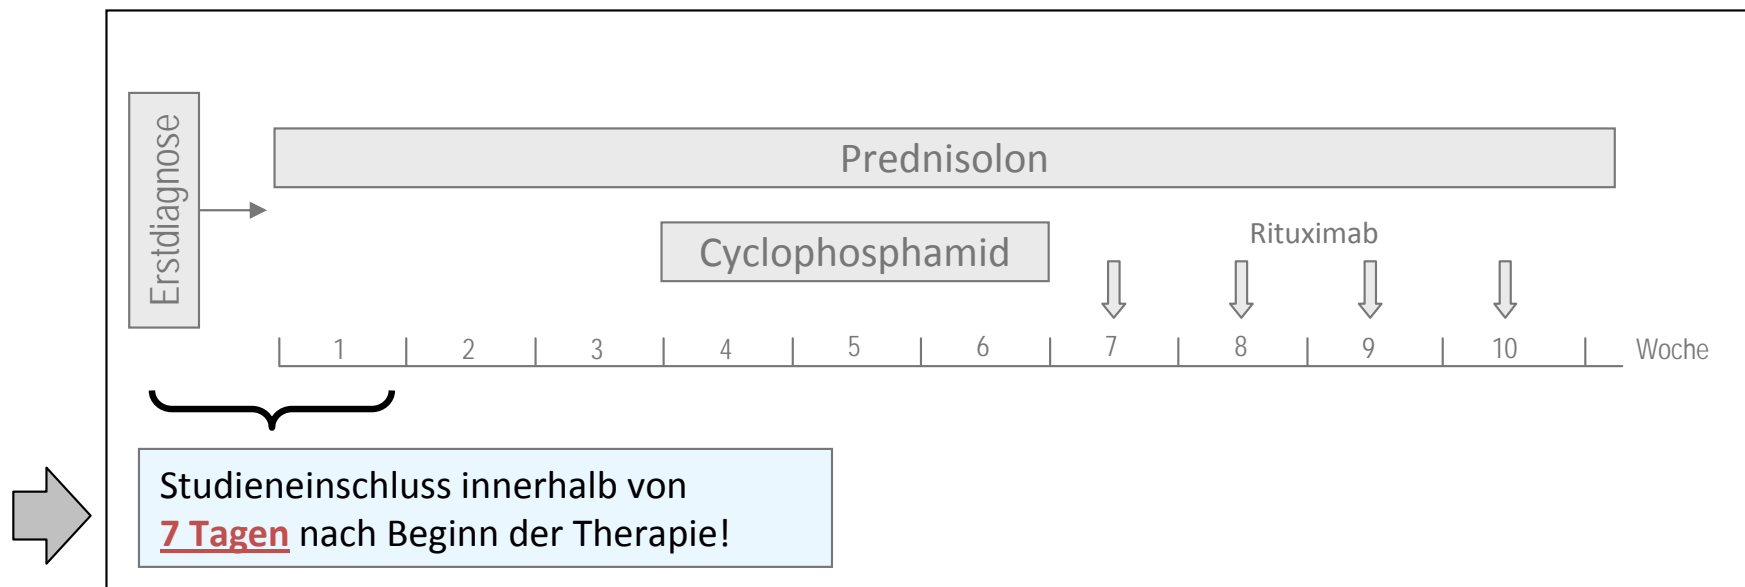 Erstdiagnose
Prednisolon
Cyclophosphamid
Rituximab
1 2 3 4 5 6 7 8 9 10 Woche
Studieneinschluss innerhalb von
7 Tagen nach Beginn der Therapie!